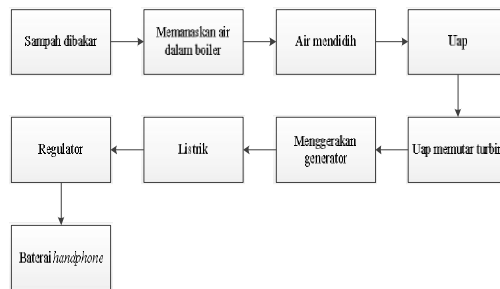 Sampah dibakar
Memanaskan air
dalam boiler
Air mendidih
Uap
Regulator
Listrik
Menggerakan
generator
Uap memutar turbin
Baterai handphone